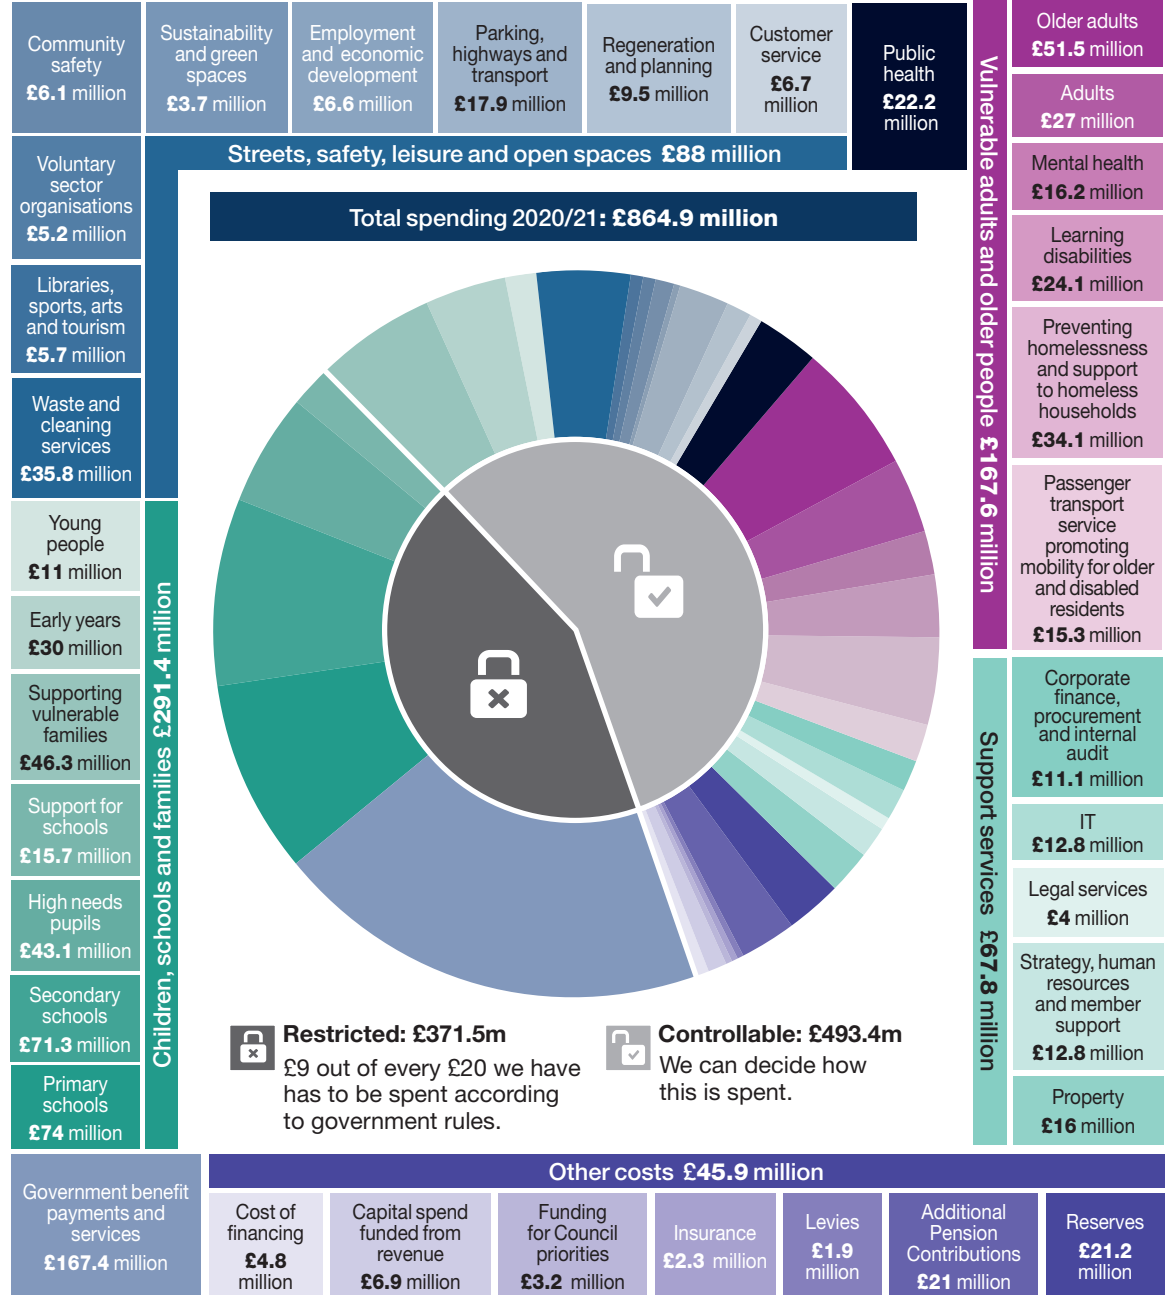 Community
safety
£6.1 million
Sustainability
and green
spaces
£3.7 million
Employment
and economic
development
£6.6 million
Parking,
highways and
transport
£17.9 million
Regeneration
and planning
£9.5 million
Customer
service
£6.7
million
Public
health
£22.2
million
Streets, safety, leisure and open spaces £88 million
Voluntary
sector
organisations
£5.2 million
Libraries,
sports, arts
and tourism
£5.7 million
Waste and
cleaning
services
£35.8 million
Total spending 2020/21: £864.9 million
Vulnerable adults and older people £167.6 million
Older adults
£51.5 million
Adults
£27 million
Mental health
£16.2 million
Learning
disabilities
£24.1 million
Preventing
homelessness
and support
to homeless
households
£34.1 million
Passenger
transport
service
promoting
mobility for older
and disabled
residents
£15.3 million
Children, schools and families £291.4 million
Young
people
£11 million
Early years
£30 million
Supporting
vulnerable
families
£46.3 million
Support for
schools
£15.7 million
High needs
pupils
£43.1 million
Secondary
schools
£71.3 million
Primary
schools
£74 million
Support services £67.8 million
Corporate
finance,
procurement
and internal
audit
£11.1 million
IT
£12.8 million
Legal services
£4 million
Strategy, human
resources
and member
support
£12.8 million
Property
£16 million
Restricted: £371.5m
£9 out of every £20 we have
has to be spent according
to government rules.
Controllable: £493.4m
We can decide how
this is spent.
Government benefit
payments and
services
£167.4 million
Other costs £45.9 million
Cost of
financing
£4.8
million
Capital spend
funded from
revenue
£6.9 million
Funding
for Council
priorities
£3.2 million
Insurance
£2.3 million
Levies
£1.9
million
Additional
Pension
Contributions
£21 million
Reserves
£21.2
million